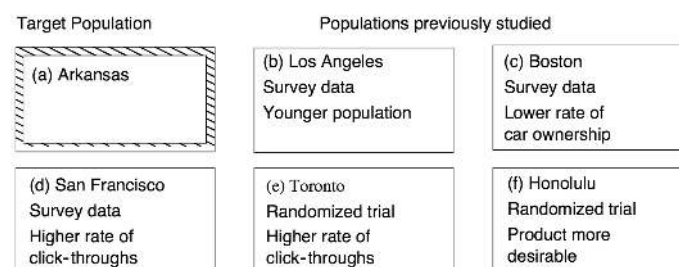 Target Population
Populations previously studied
(a) Arkansas
(b) Los Angeles
Survey data
Younger population
(c) Boston
Survey data
Lower rate of
car ownership
(d) San Francisco
Survey data
Higher rate of
click-throughs
(e) Toronto
Randomized trial
Higher rate of
click-throughs
(f) Honolulu
Randomized trial
Product more
desirable